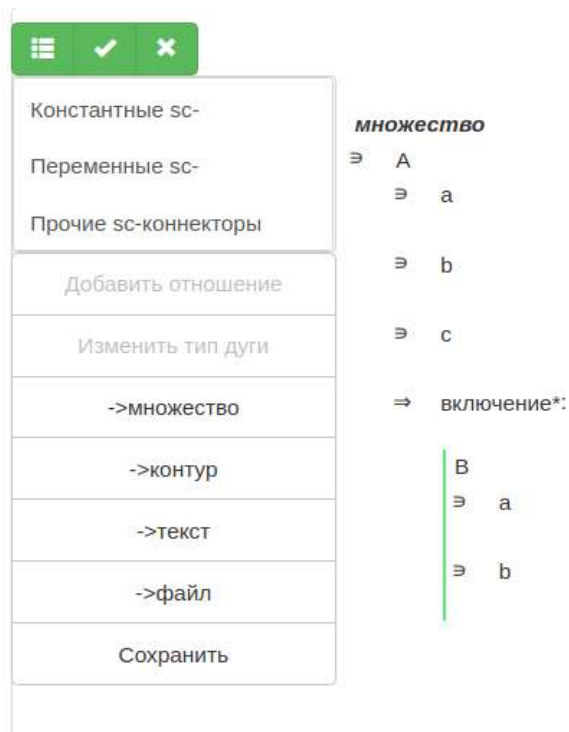 Константные sc-
Переменные sc-
Прочие sc-коннекторы
Добавить отношение
Изменить тип дуги
->множество
->контур
->текст
->файл
Сохранить
множество
∍ A
∍ a
∍ b
∍ c
⇒ включение*:
B
∍ a
∍ b